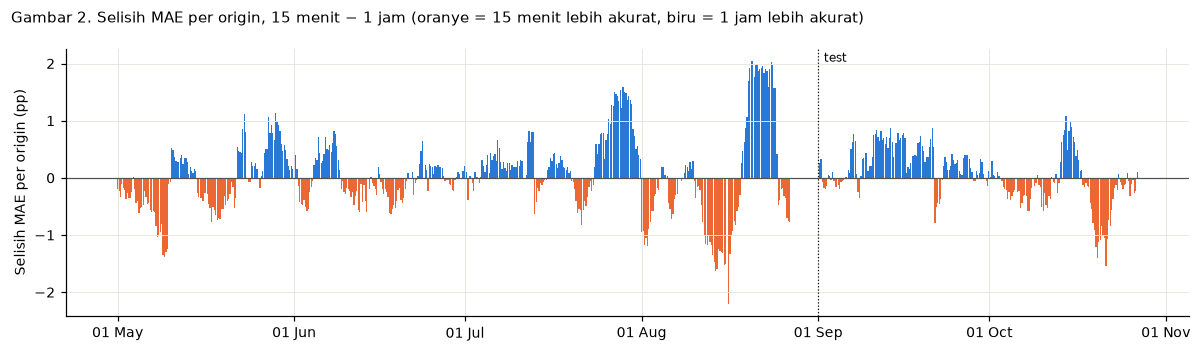 Gambar 2. Selisih MAE per origin, 15 menit − 1 jam (oranye = 15 menit lebih akurat, biru = 1 jam lebih akurat)
test
Selisih MAE per origin (pp)
2
1
0
−1
−2
01 May
01 Jun
01 Jul
01 Aug
01 Sep
01 Oct
01 Nov